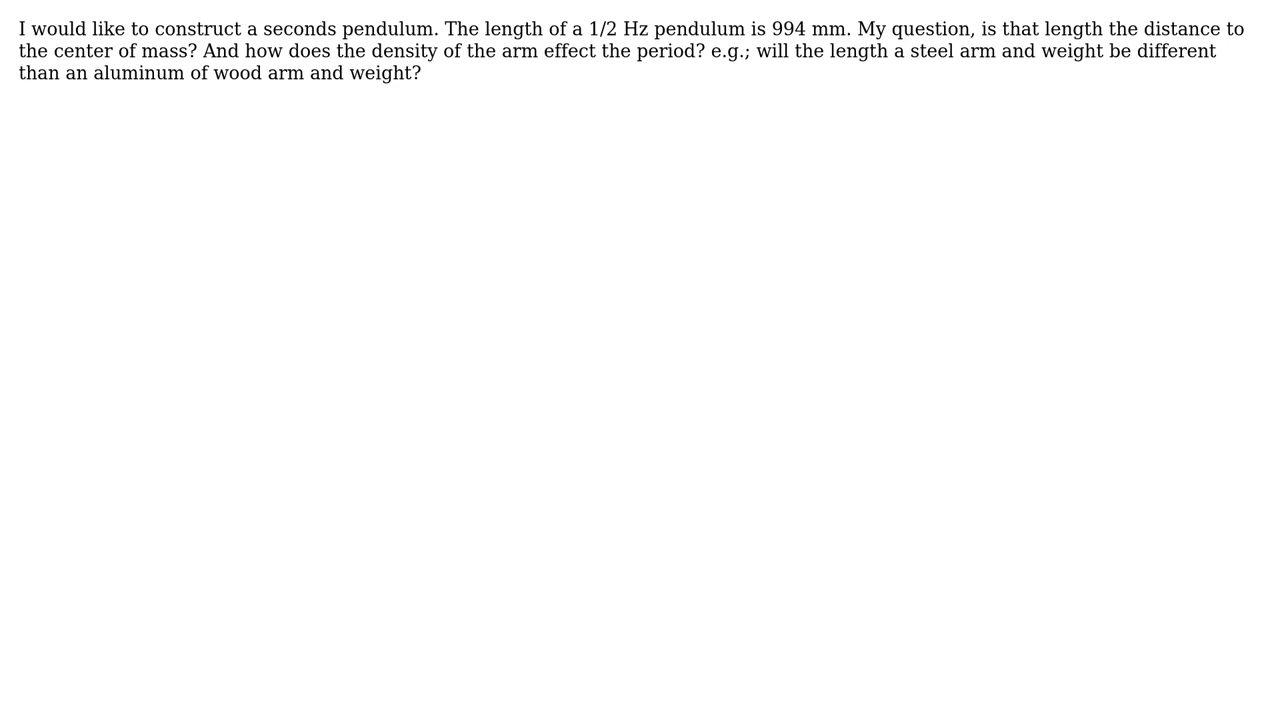 I would like to construct a seconds pendulum. The length of a 1/2 Hz pendulum is 994 mm. My question, is that length the distance to
the center of mass? And how does the density of the arm effect the period? e.g.; will the length a steel arm and weight be different
than an aluminum of wood arm and weight?